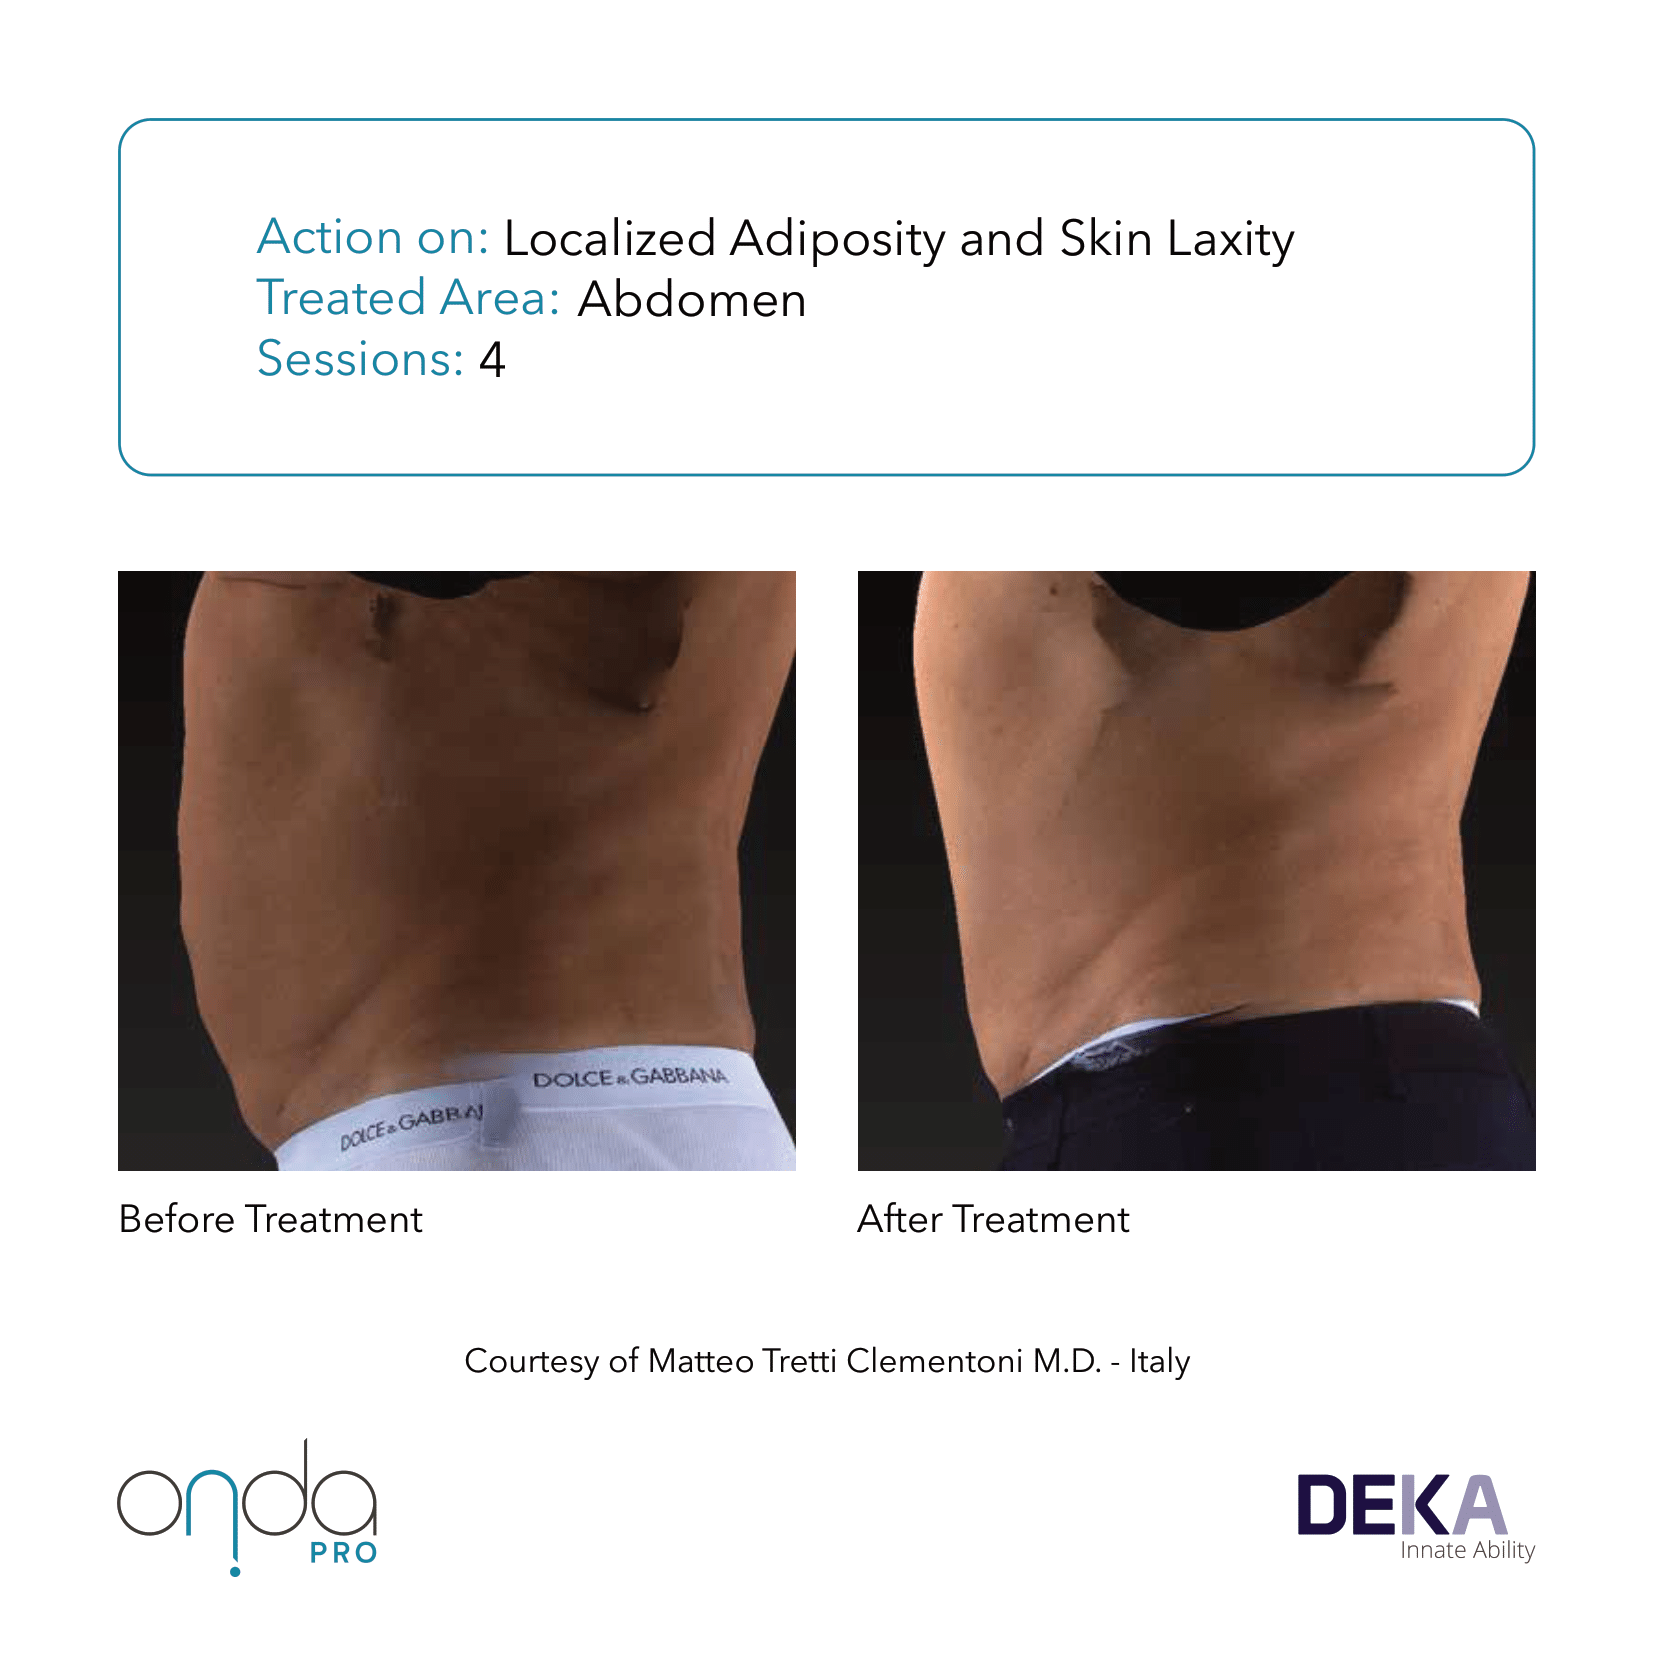 Action on: Localized Adiposity and Skin Laxity
Treated Area: Abdomen
Sessions: 4
DOLCE & GABBANA
DOLCE & GABBA
Before Treatment
After Treatment
Courtesy of Matteo Tretti Clementoni M.D. - Italy
onda
PRO
DEKA
Innate Ability